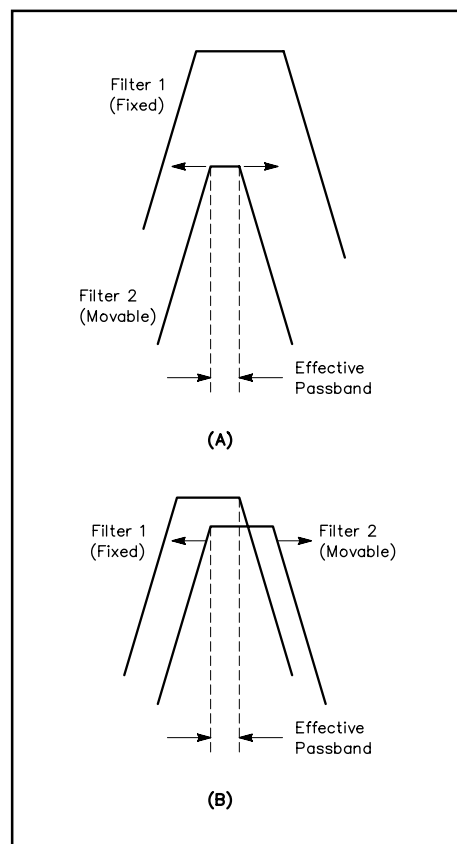 Filter 1
(Fixed)
Filter 2
(Movable)
Effective
Passband
(A)
Filter 1
(Fixed)
Filter 2
(Movable)
Effective
Passband
(B)